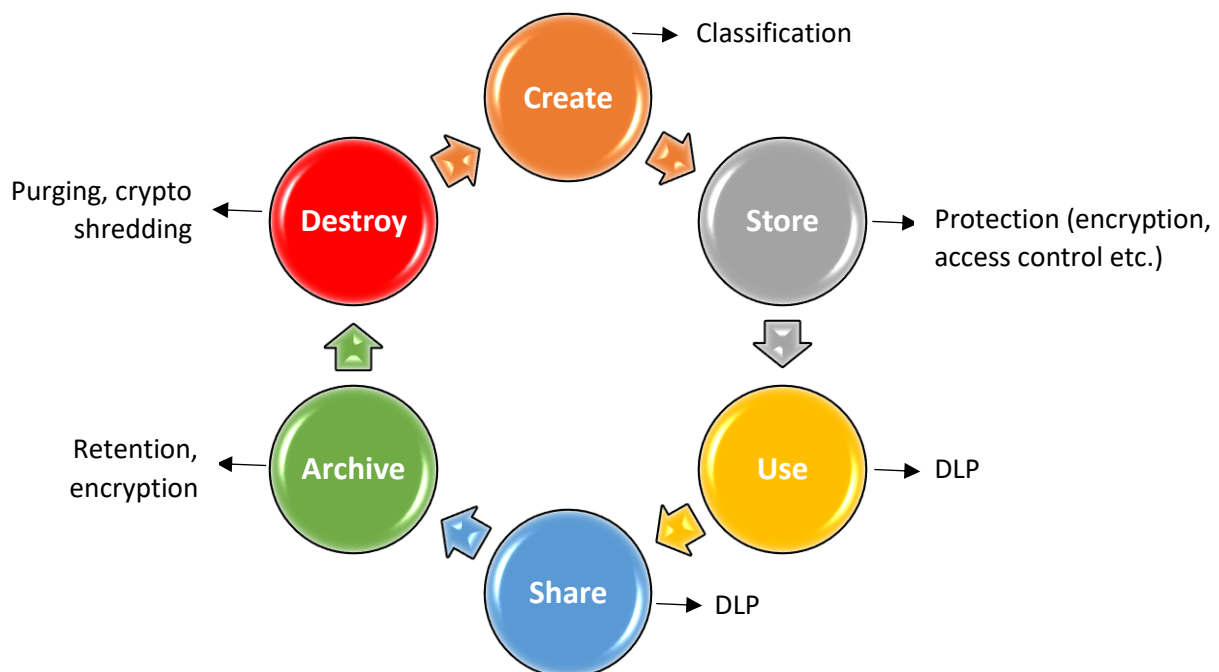 Classification
Create
Purging, crypto
shredding
Destroy
Store
Protection (encryption,
access control etc.)
Retention,
encryption
Archive
Use
DLP
Share
DLP